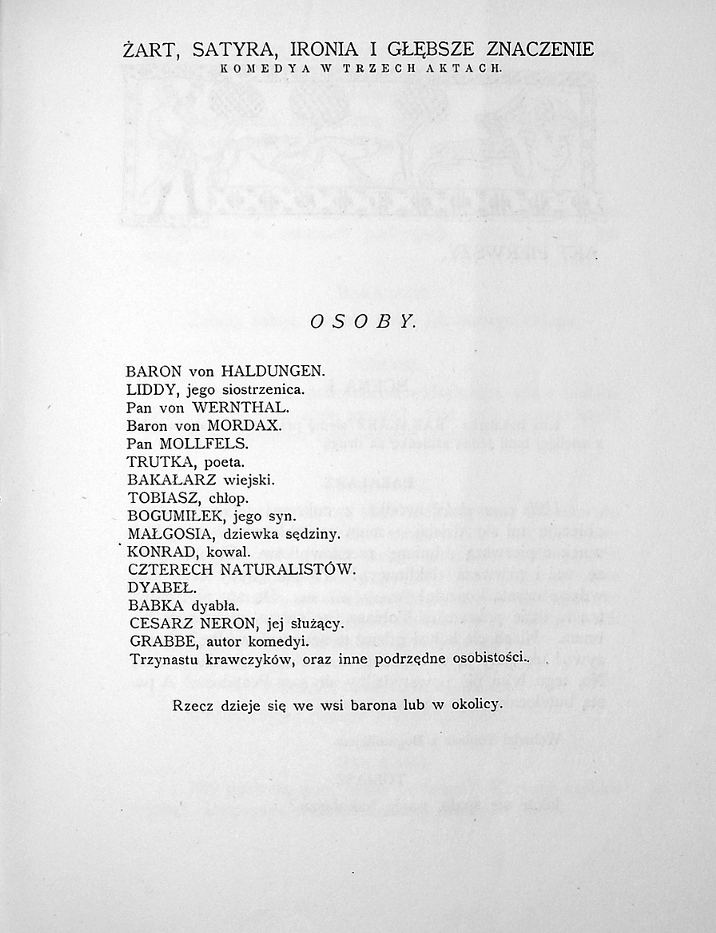 ŻART, SATYRA, IRONIA I GŁĘBSZE ZNACZENIE
KOMEDYA W TRZECH AKTACH.
OSOBY.
BARON von HALDUNGEN.
LIDDY, jego siostrzenica.
Pan von WERNTHAL.
Baron von MORDAX.
Pan MOLLFELS.
TRUTKA, poeta.
BAKAŁARZ wiejski.
TOBIASZ, chłop.
BOGUMIŁEK, jego syn.
MAŁGOSIA, dziewka sędziny.
KONRAD, kowal.
CZTERECH NATURALISTÓW.
DYABEŁ.
BABKA dyabła.
CESARZ NERON, jej służący.
GRABBE, autor komedyi.
Trzynastu krawczyków, oraz inne podrzędne osobistości..
Rzecz dzieje się we wsi barona lub w okolicy.